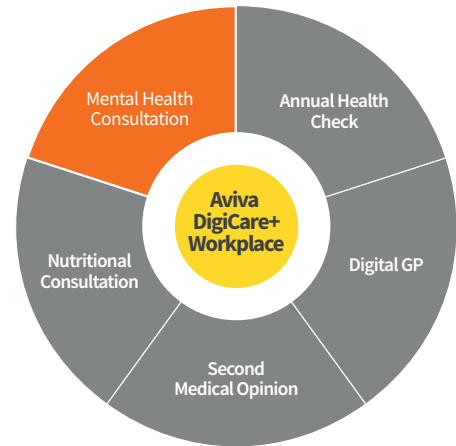 Mental Health
Consultation
Annual Health
Check
Aviva
DigiCare+
Workplace
Nutritional
Consultation
Digital GP
Second
Medical Opinion